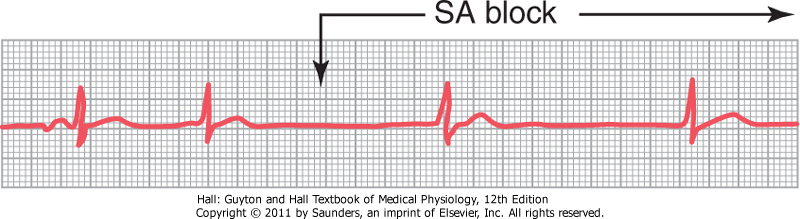 SA block
Hall: Guyton and Hall Textbook of Medical Physiology, 12th Edition
Copyright © 2011 by Saunders, an imprint of Elsevier, Inc. All rights reserved.